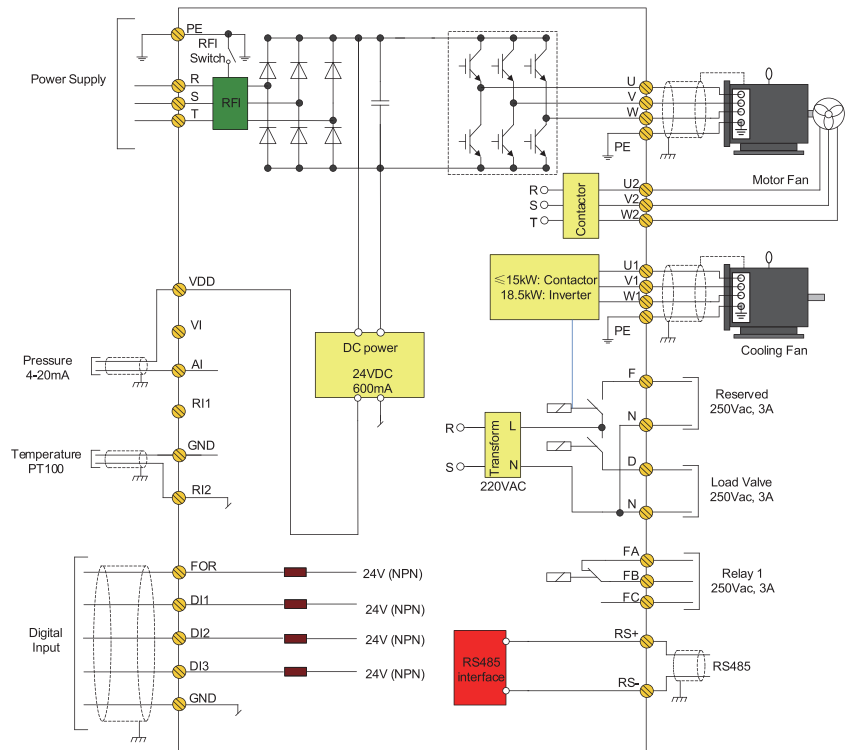 PE
RFI
Switch
Power Supply
R
S
T
RFI
U
V
W
PE
Motor Fan
R
S
T
Contactor
U2
V2
W2
≤15kW: Contactor
18.5kW: Inverter
U1
V1
W1
PE
Cooling Fan
VDD
VI
Pressure
4-20mA
AI
RI1
Temperature
PT100
GND
RI2
DC power
24VDC
600mA
R
S
Transform
L
N
220VAC
F
N
Reserved
250Vac, 3A
D
N
Load Valve
250Vac, 3A
FA
FB
FC
Relay 1
250Vac, 3A
Digital
Input
FOR
24V (NPN)
DI1
24V (NPN)
DI2
24V (NPN)
DI3
24V (NPN)
GND
RS485
interface
RS+
RS-
RS485